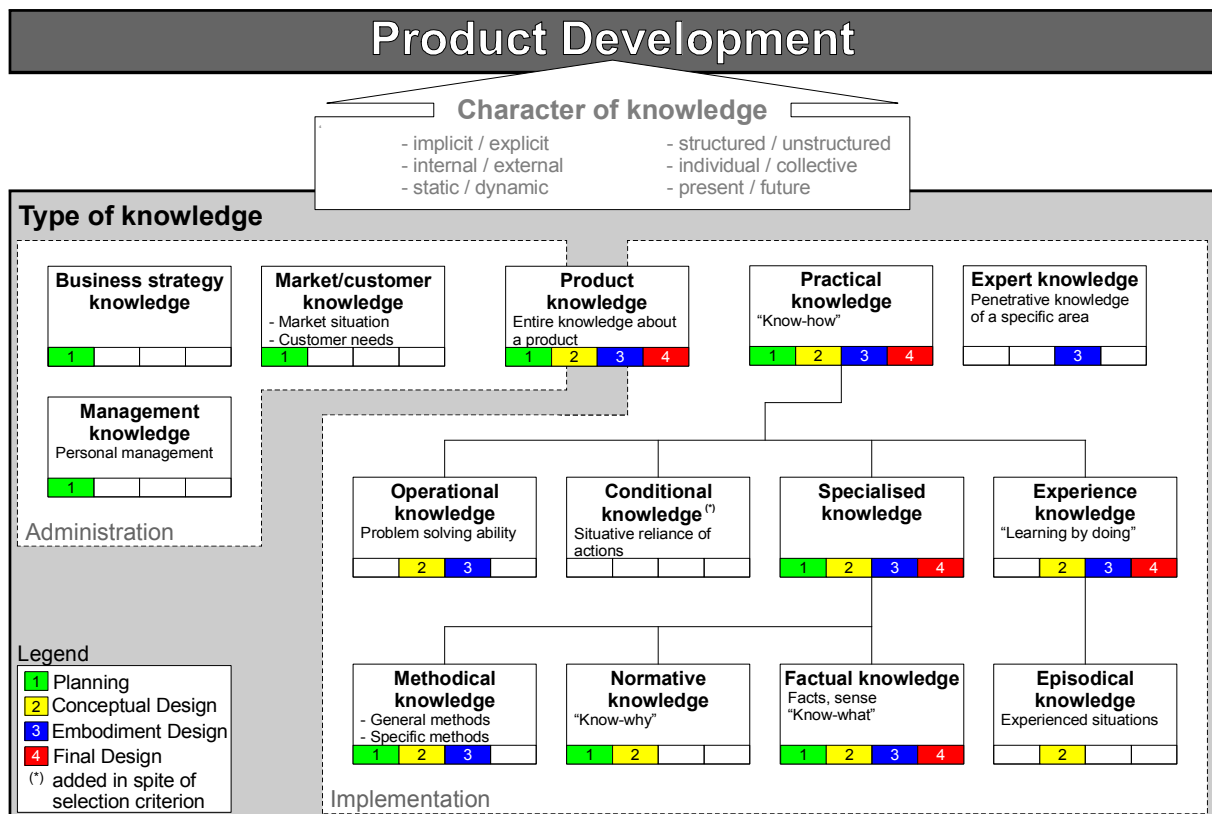 Product Development
Character of knowledge
- implicit / explicit
- internal / external
- static / dynamic
- structured / unstructured
- individual / collective
- present / future
Type of knowledge
Business strategy
knowledge
1
Market/customer
knowledge
- Market situation
- Customer needs
1
Product
knowledge
Entire knowledge about
a product
1 2 3 4
Practical
knowledge
“Know-how”
1 2 3 4
Expert knowledge
Penetrative knowledge
of a specific area
3
Management
knowledge
Personal management
1
Administration
Operational
knowledge
Problem solving ability
2 3
Conditional
knowledge (*)
Situative reliance of
actions
Specialised
knowledge
1 2 3 4
Experience
knowledge
“Learning by doing”
2 3 4
Methodical
knowledge
- General methods
- Specific methods
1 2 3
Normative
knowledge
“Know-why”
1 2
Factual knowledge
Facts, sense
“Know-what”
1 2 3 4
Episodical
knowledge
Experienced situations
2
Implementation
Legend
1 Planning
2 Conceptual Design
3 Embodiment Design
4 Final Design
(*) added in spite of
selection criterion